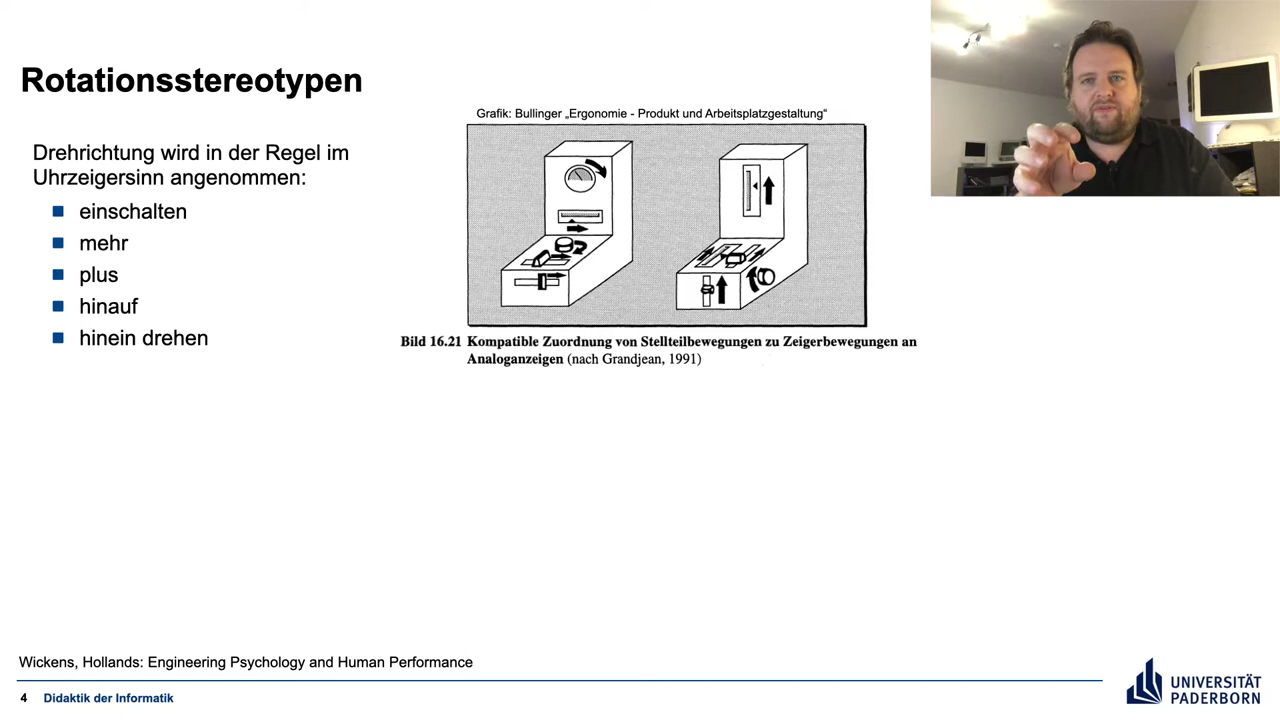 Rotationsstereotypen
Drehrichtung wird in der Regel im
Uhrzeigersinn angenommen:
einschalten
mehr
plus
hinauf
hinein drehen
Grafik: Bullinger „Ergonomie - Produkt und Arbeitsplatzgestaltung“
Bild 16.21 Kompatible Zuordnung von Stellteilbewegungen zu Zeigerbewegungen an
Analoganzeigen (nach Grandjean, 1991)
Wickens, Hollands: Engineering Psychology and Human Performance
4 Didaktik der Informatik
UNIVERSITÄT
PADERBORN